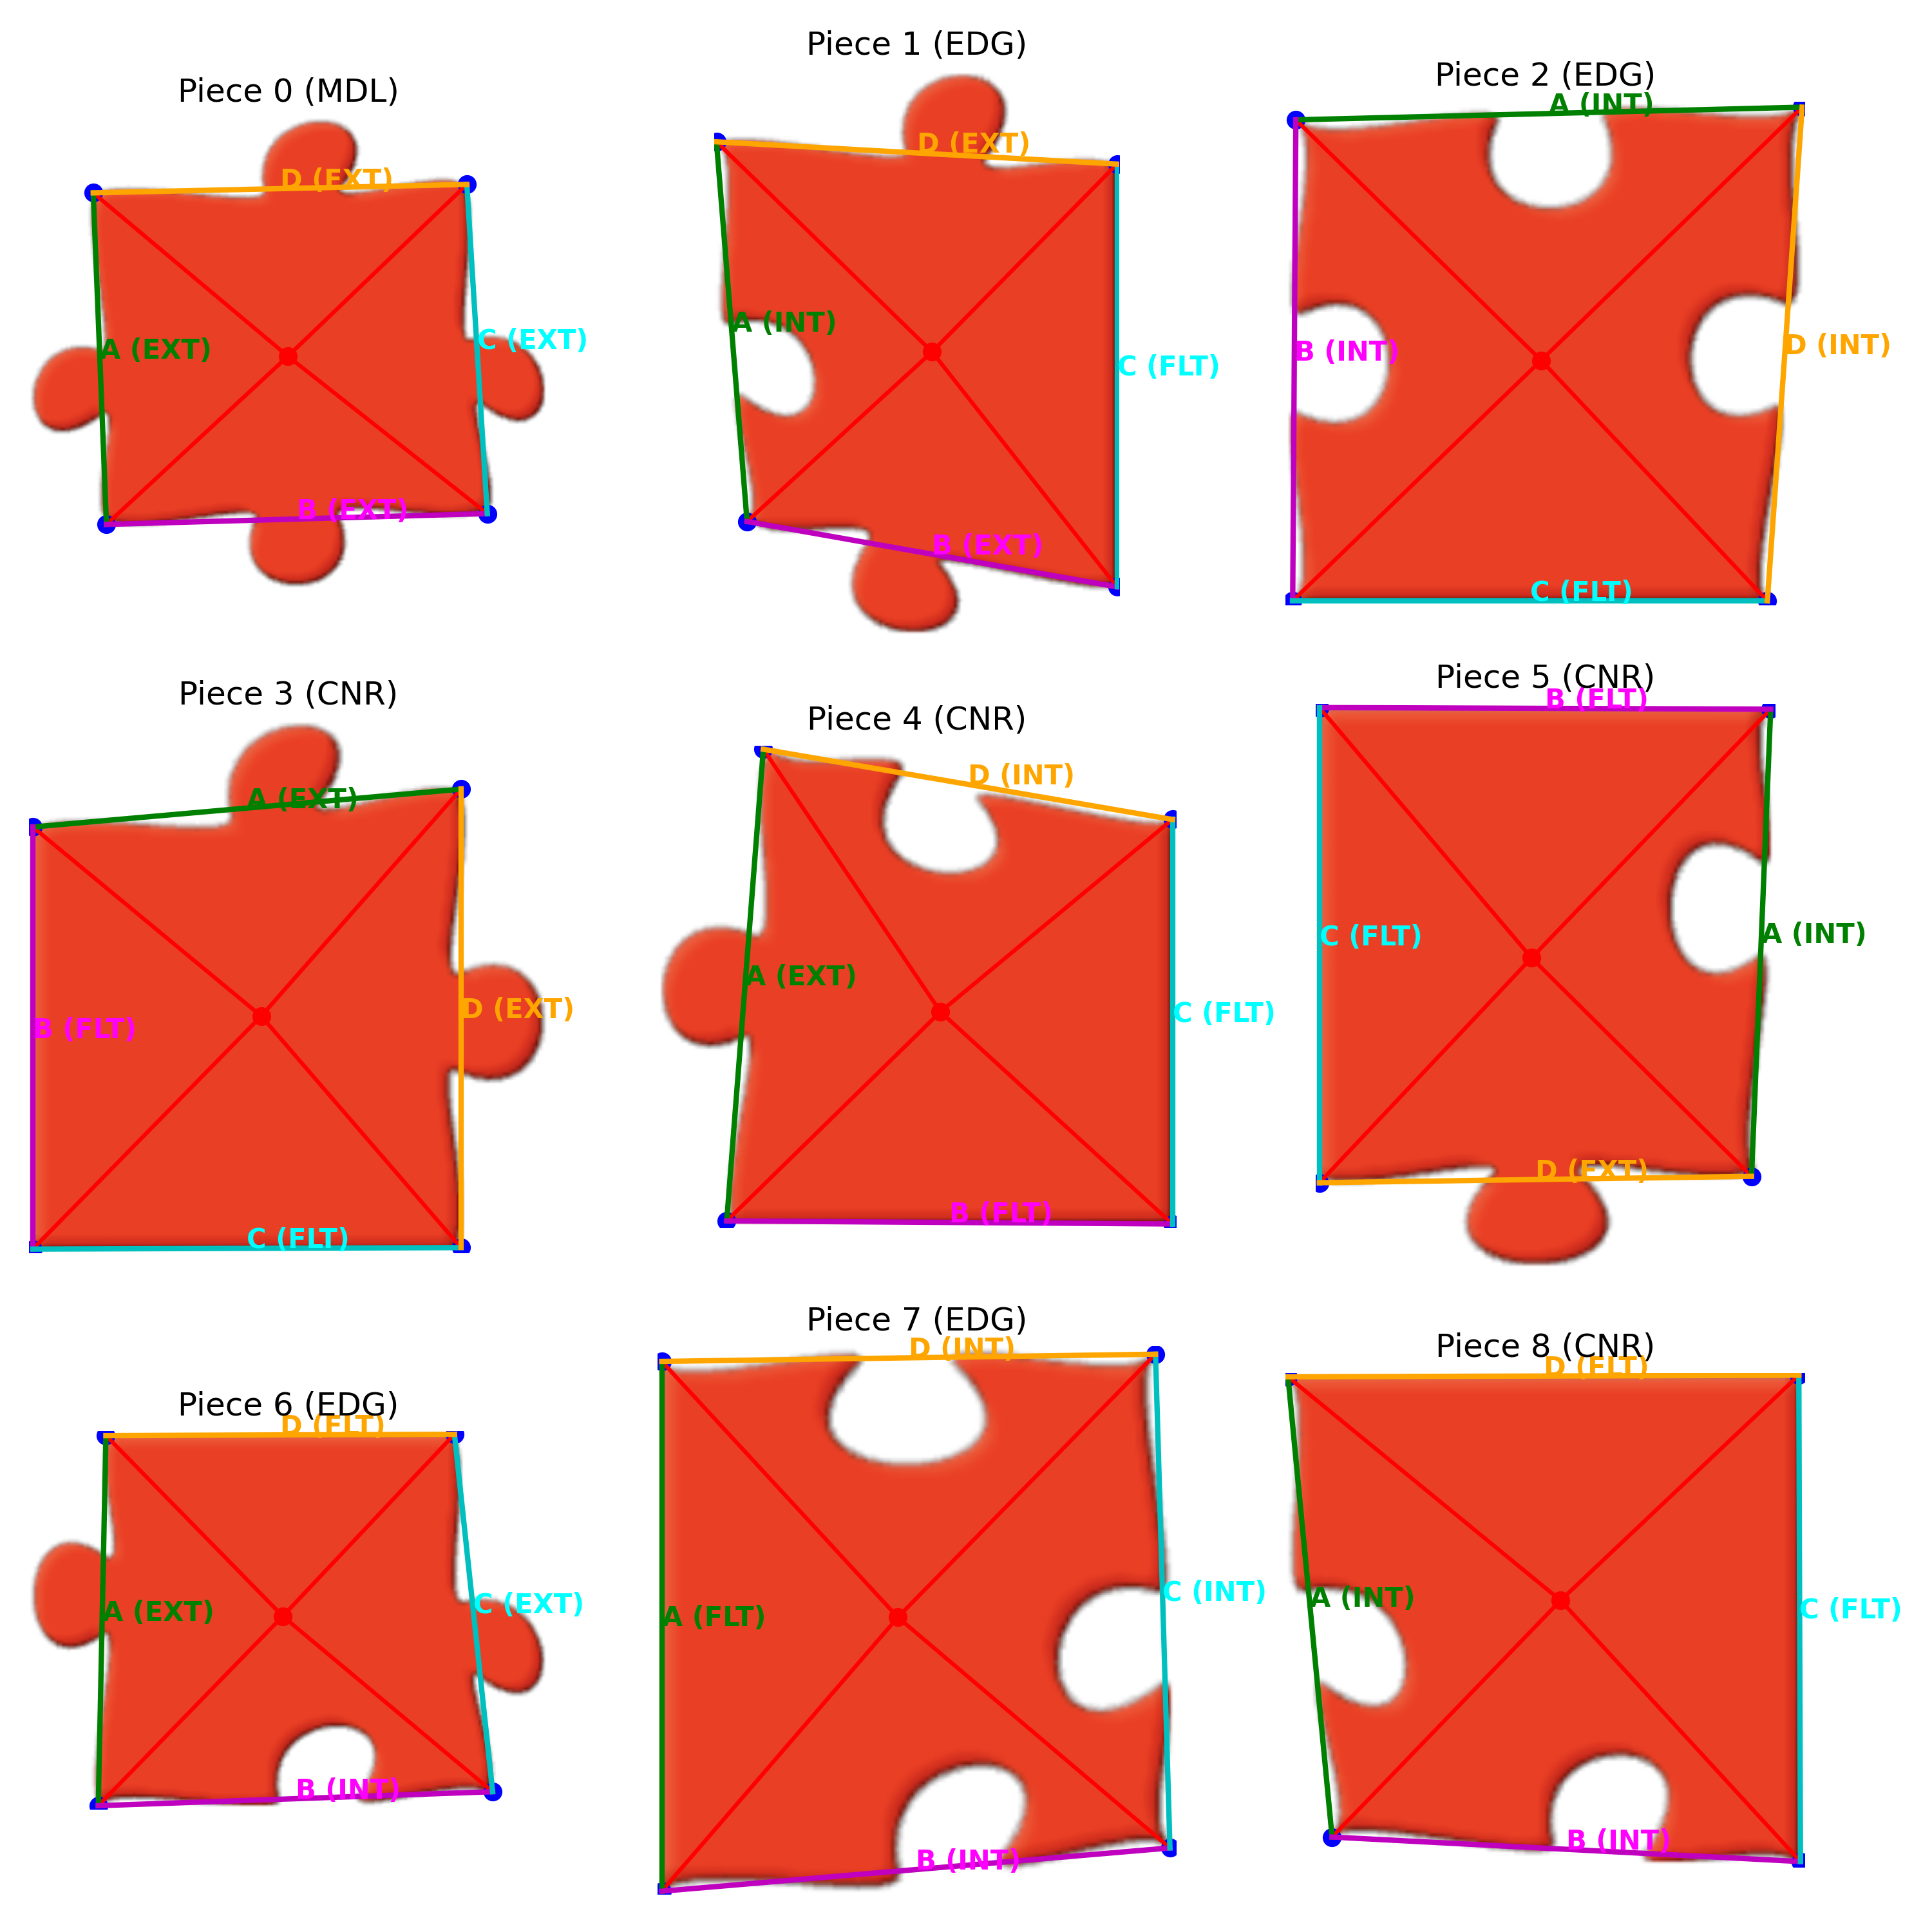 Piece 0 (MDL)
D (EXT)
A (EXT)
C (EXT)
B (EXT)
Piece 1 (EDG)
D (EXT)
A (INT)
C (FLT)
B (EXT)
Piece 2 (EDG)
A (INT)
B (INT)
D (INT)
C (FLT)
Piece 3 (CNR)
A (EXT)
B (FLT)
D (EXT)
C (FLT)
Piece 4 (CNR)
D (INT)
A (EXT)
C (FLT)
B (FLT)
Piece 5 (CNR)
B (FLT)
C (FLT)
A (INT)
D (EXT)
Piece 6 (EDG)
D (FLT)
A (EXT)
C (EXT)
B (INT)
Piece 7 (EDG)
D (INT)
A (FLT)
C (INT)
B (INT)
Piece 8 (CNR)
D (FLT)
A (INT)
C (FLT)
B (INT)